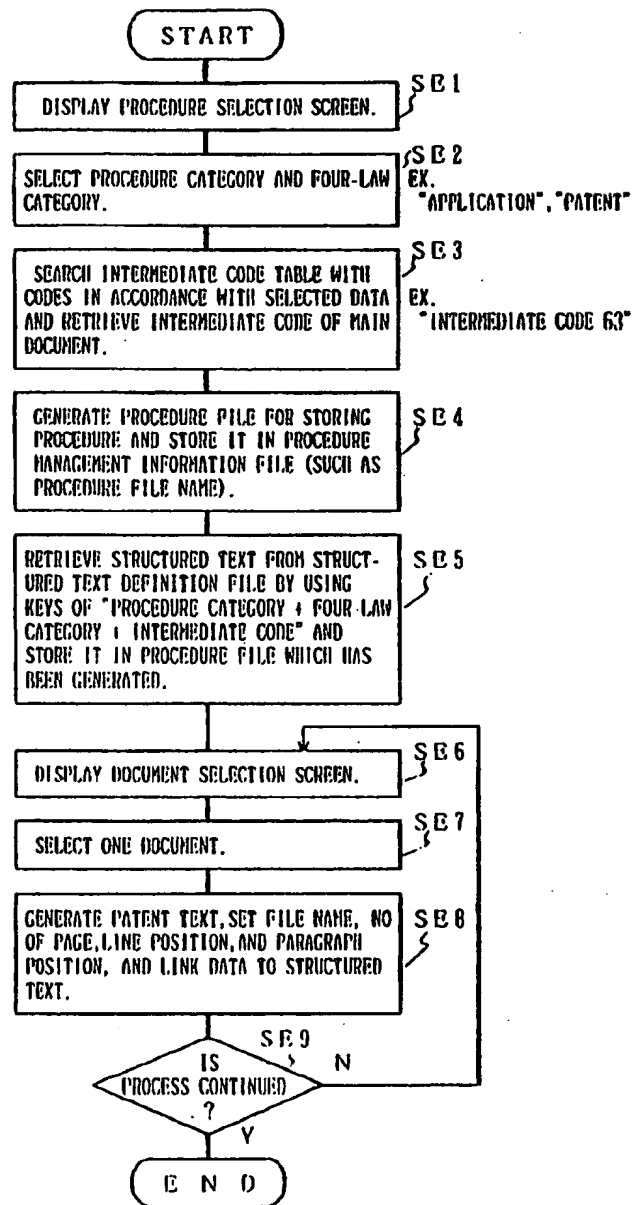 START
DISPLAY PROCEDURE SELECTION SCREEN.
SE1
SELECT PROCEDURE CATEGORY AND FOUR-LAW
CATEGORY.
SE2
EX.
"APPLICATION","PATENT"
SEARCH INTERMEDIATE CODE TABLE WITH
CODES IN ACCORDANCE WITH SELECTED DATA
AND RETRIEVE INTERMEDIATE CODE OF MAIN
DOCUMENT.
SE3
EX.
"INTERMEDIATE CODE 63"
GENERATE PROCEDURE FILE FOR STORING
PROCEDURE AND STORE IT IN PROCEDURE
MANAGEMENT INFORMATION FILE (SUCH AS
PROCEDURE FILE NAME).
SE4
RETRIEVE STRUCTURED TEXT FROM STRUCT-
URED TEXT DEFINITION FILE BY USING
KEYS OF "PROCEDURE CATEGORY + FOUR-LAW
CATEGORY + INTERMEDIATE CODE" AND
STORE IT IN PROCEDURE FILE WHICH HAS
BEEN GENERATED.
SE5
DISPLAY DOCUMENT SELECTION SCREEN.
SE6
SELECT ONE DOCUMENT.
SE7
GENERATE PATENT TEXT, SET FILE NAME, NO
OF PAGE, LINE POSITION, AND PARAGRAPH
POSITION, AND LINK DATA TO STRUCTURED
TEXT.
SE8
SE9
IS
PROCESS CONTINUED
?
N
Y
END